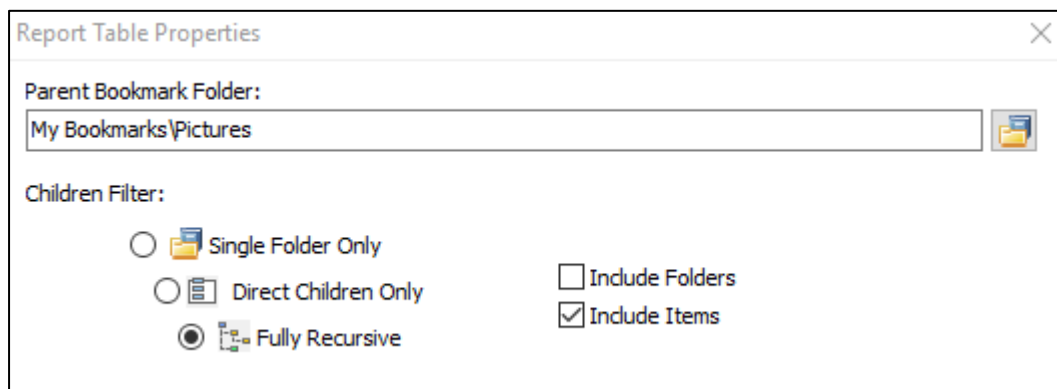 Report Table Properties
Parent Bookmark Folder:
My Bookmarks\Pictures
Children Filter:
Single Folder Only
Direct Children Only
Fully Recursive
Include Folders
Include Items